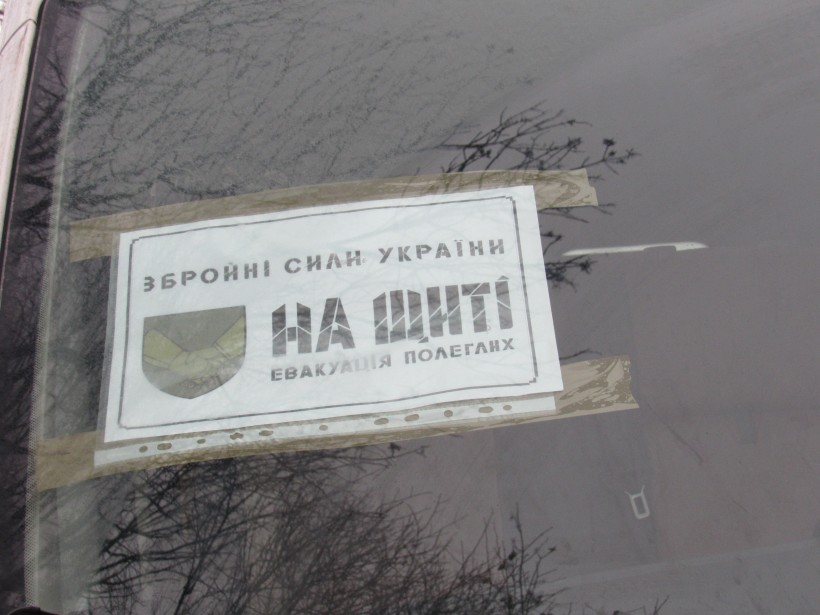 ЗБРОЙНІ СИЛИ УКРАЇНИ
НА ЩИТІ
ЕВАКУАЦІЯ ПОЛЕГЛИХ